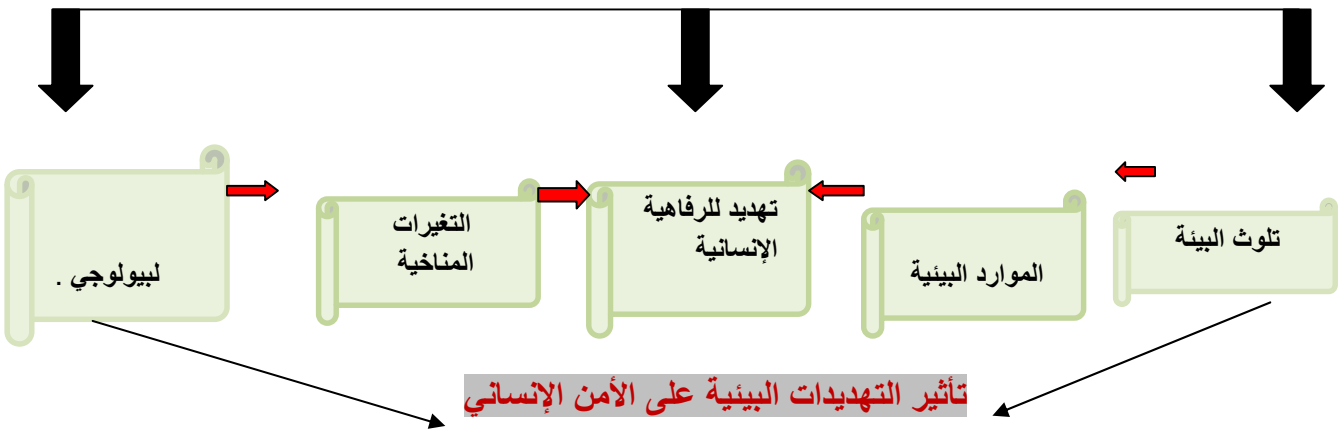 تلوث البيئة
الموارد البيئية
تهديد للرفاهية
الإنسانية
التغيرات
المناخية
لبيولوجي .
تأثير التهديدات البيئية على الأمن الإنساني